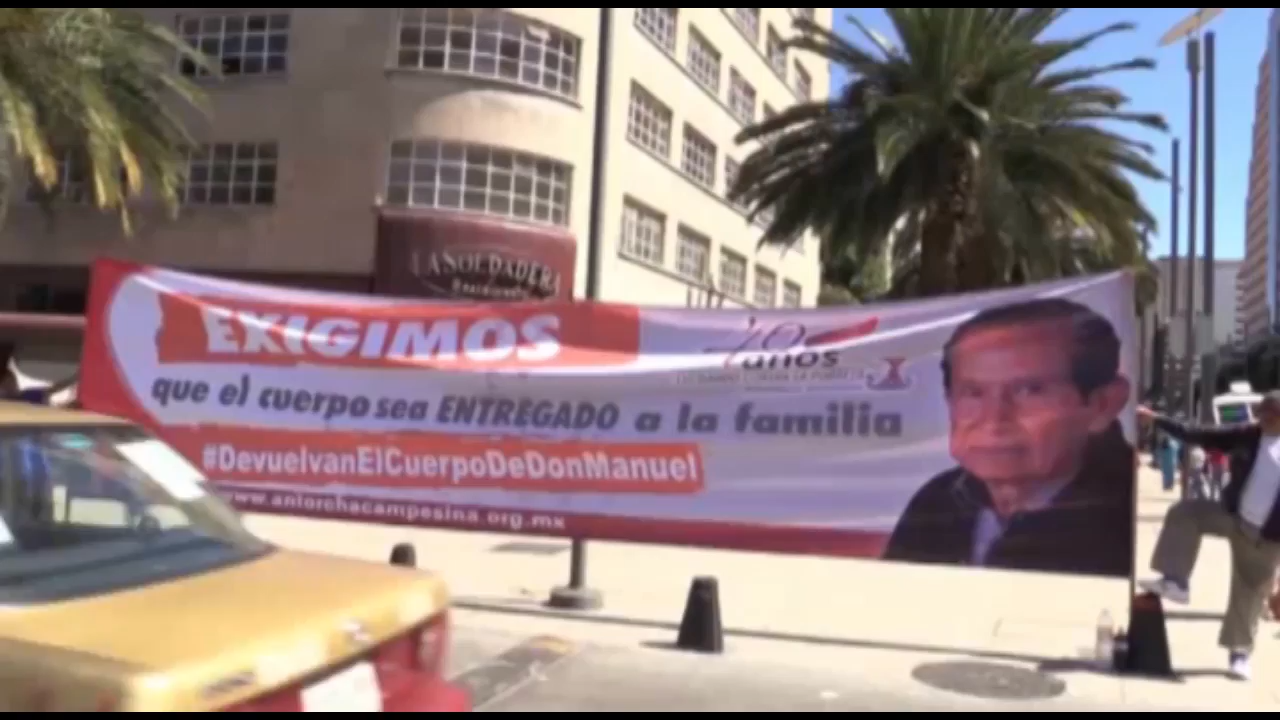 LA SOLDADERA
EXIGIMOS
40 años
que el cuerpo sea ENTREGADO a la familia
#DevuelvanElCuerpoDeDonManuel
www.antorchacampesina.org.mx